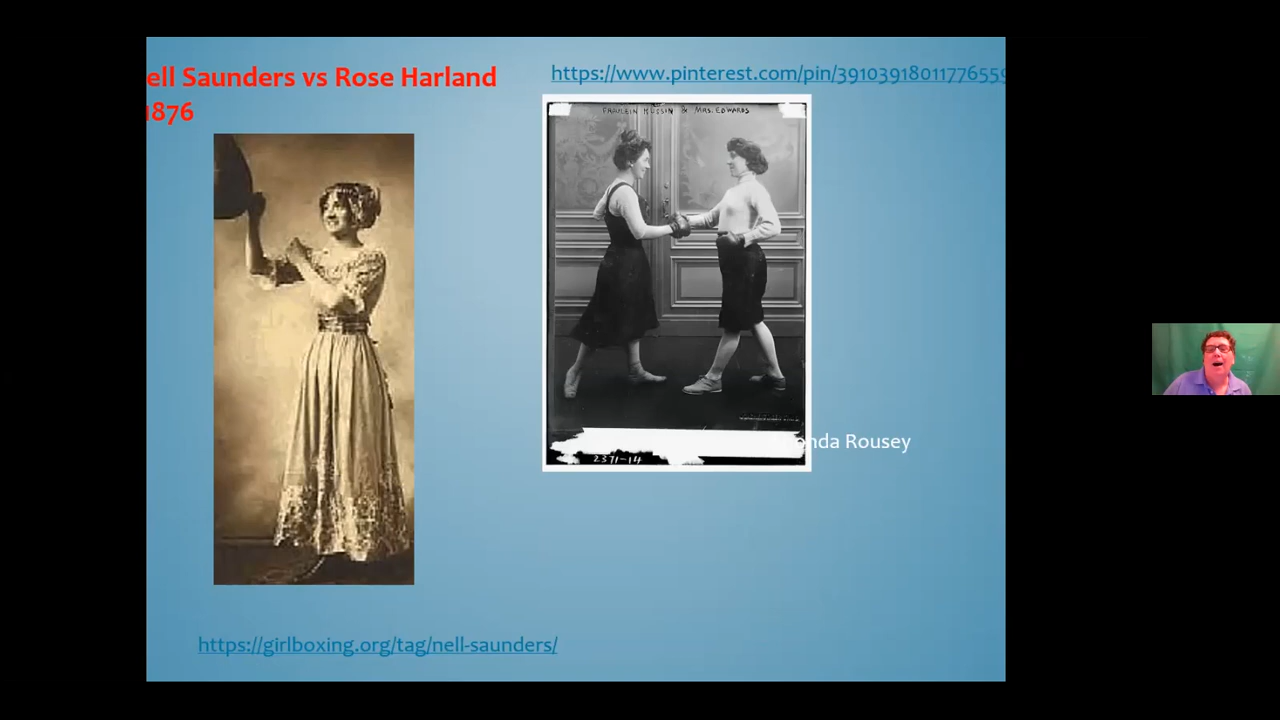 ell Saunders vs Rose Harland
1876
https://www.pinterest.com/pin/39103918011776559
FRAULEIN KUSSIN & MRS. EDWARDS
onda Rousey
2371-14
https://girlboxing.org/tag/nell-saunders/